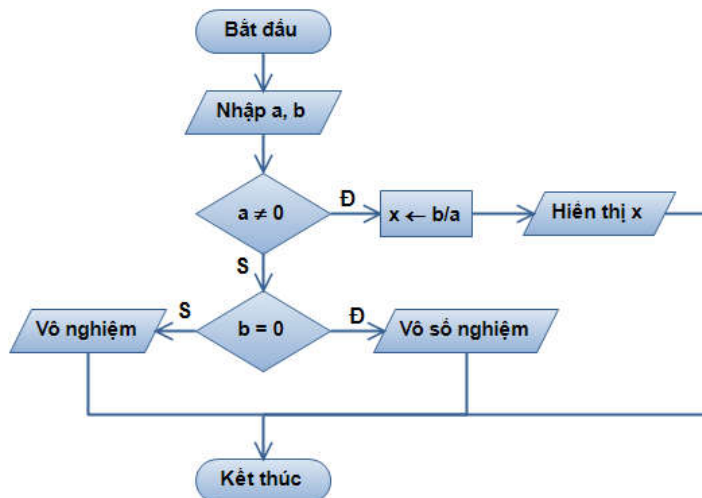 Bắt đầu
Nhập a, b
a ≠ 0
Đ
x ← b/a
Hiển thị x
S
Vô nghiệm
S
b = 0
Đ
Vô số nghiệm
Kết thúc